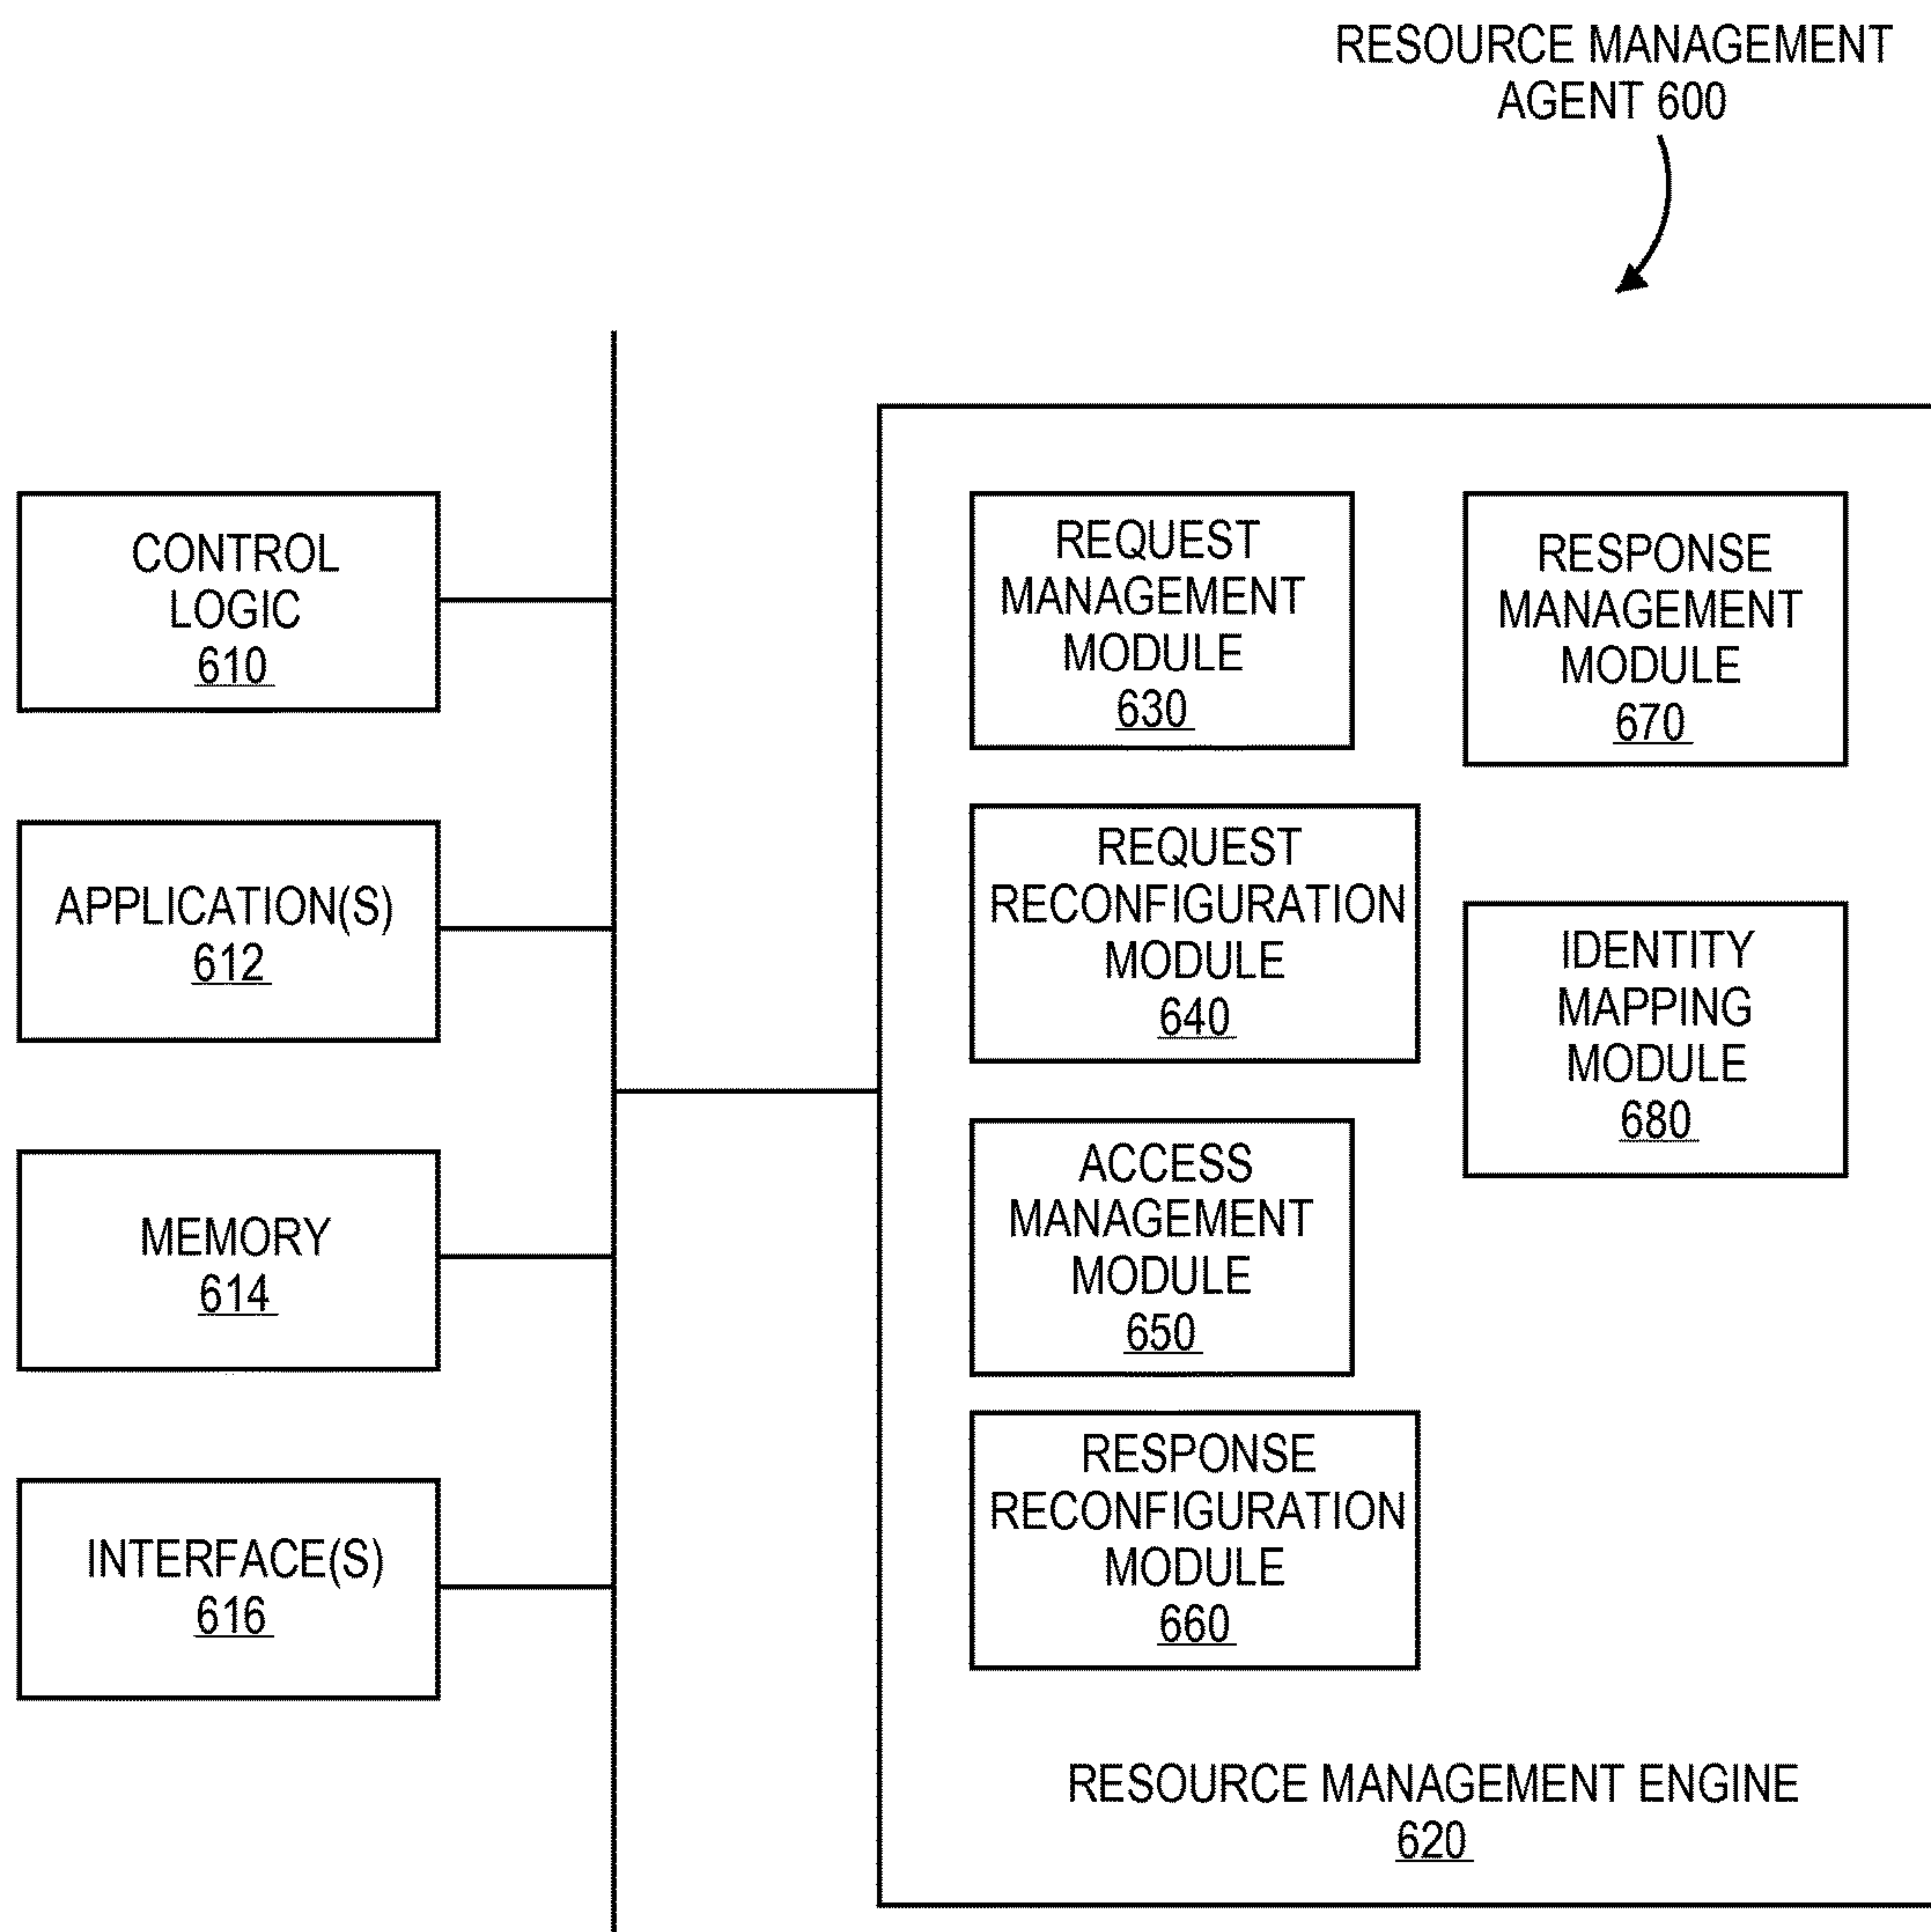 RESOURCE MANAGEMENT
AGENT 600
CONTROL
LOGIC
610
APPLICATION(S)
612
MEMORY
614
INTERFACE(S)
616
REQUEST
MANAGEMENT
MODULE
630
REQUEST
RECONFIGURATION
MODULE
640
ACCESS
MANAGEMENT
MODULE
650
RESPONSE
RECONFIGURATION
MODULE
660
RESPONSE
MANAGEMENT
MODULE
670
IDENTITY
MAPPING
MODULE
680
RESOURCE MANAGEMENT ENGINE
620